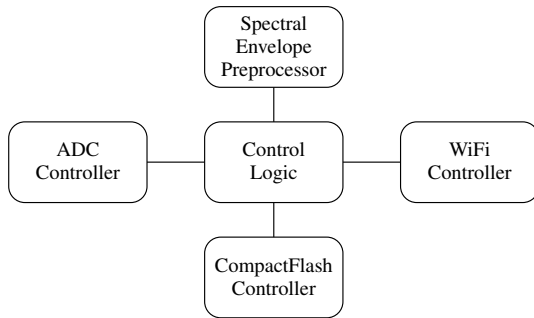 Spectral
Envelope
Preprocessor
ADC
Controller
Control
Logic
WiFi
Controller
CompactFlash
Controller